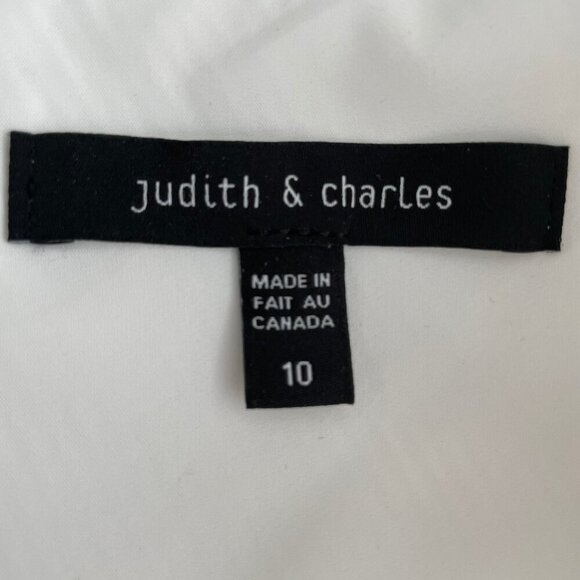 judith & charles
MADE IN
FAIT AU
CANADA
10